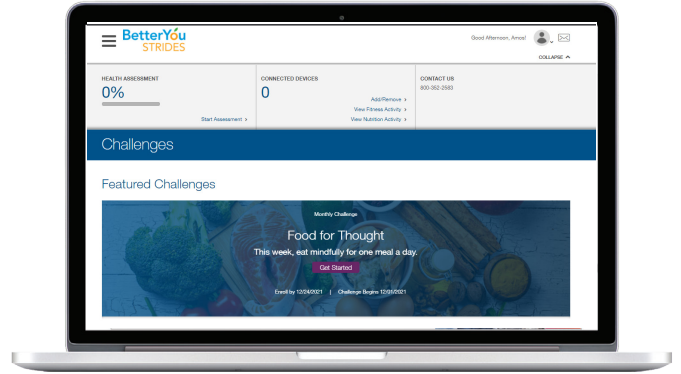 BetterYou
STRIDES
Good Afternoon, Amos!
COLLAPSE
HEALTH ASSESSMENT
0%
Start Assessment >
CONNECTED DEVICES
0
Add/Remove >
View Fitness Activity >
View Nutrition Activity >
CONTACT US
800-352-2583
Challenges
Featured Challenges
Monthly Challenge
Food for Thought
This week, eat mindfully for one meal a day.
Get Started
Enroll by 12/24/2021 | Challenge Begins 12/01/2021